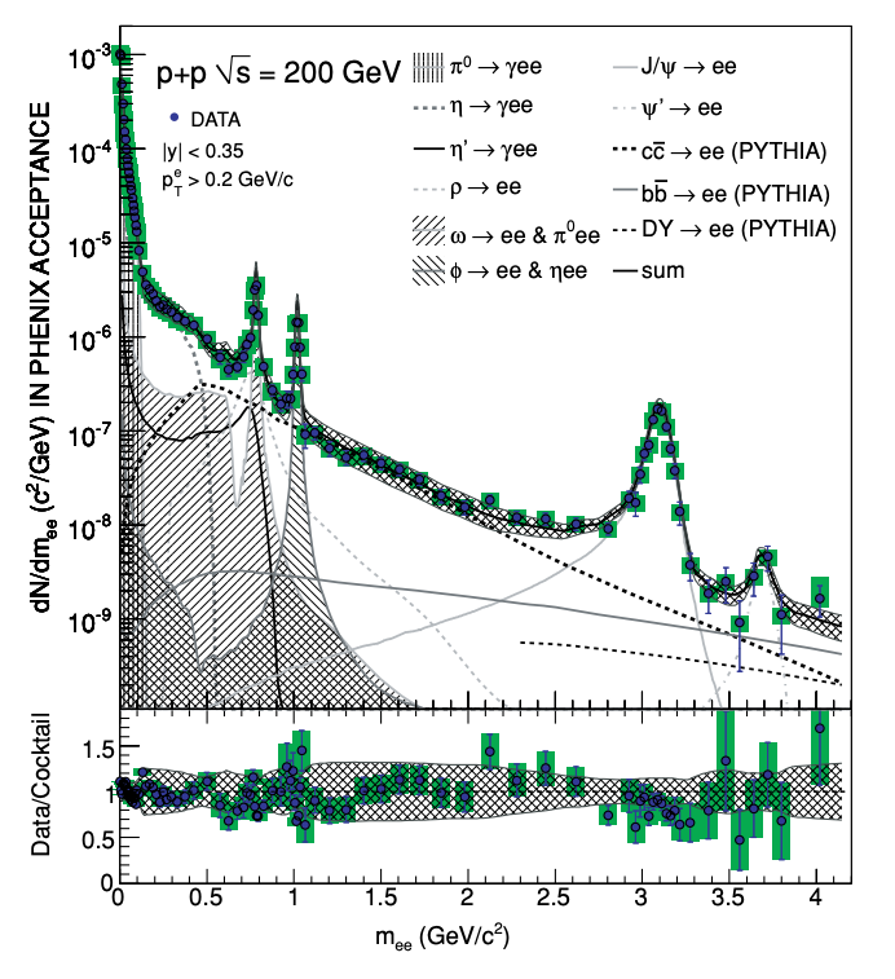 dN/dm_ee (c²/GeV) IN PHENIX ACCEPTANCE
10⁻³
10⁻⁴
10⁻⁵
10⁻⁶
10⁻⁷
10⁻⁸
10⁻⁹
p+p √s = 200 GeV
DATA
|y| < 0.35
p_T^e > 0.2 GeV/c
π⁰ → γee
η → γee
η' → γee
ρ → ee
ω → ee & π⁰ee
ϕ → ee & ηee
J/ψ → ee
ψ' → ee
cc̅ → ee (PYTHIA)
bb̅ → ee (PYTHIA)
DY → ee (PYTHIA)
sum
Data/Cocktail
1.5
1
0.5
0
0 0.5 1 1.5 2 2.5 3 3.5 4
m_ee (GeV/c²)